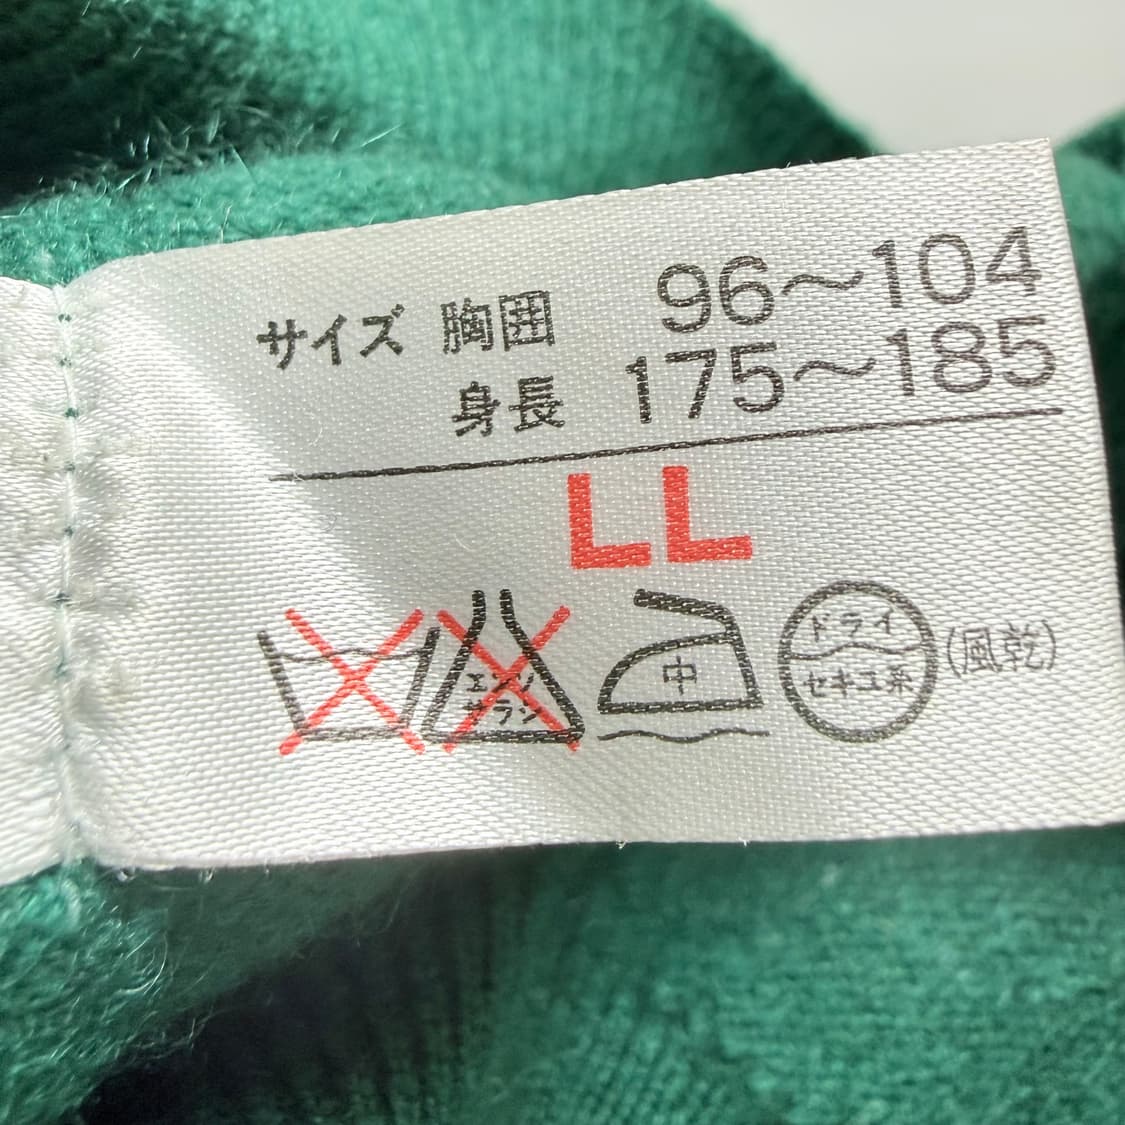 サイズ 胸囲 96～104
身長 175～185
LL
エンソ
サラシ
中
ドライ
セキユ系
(風乾)